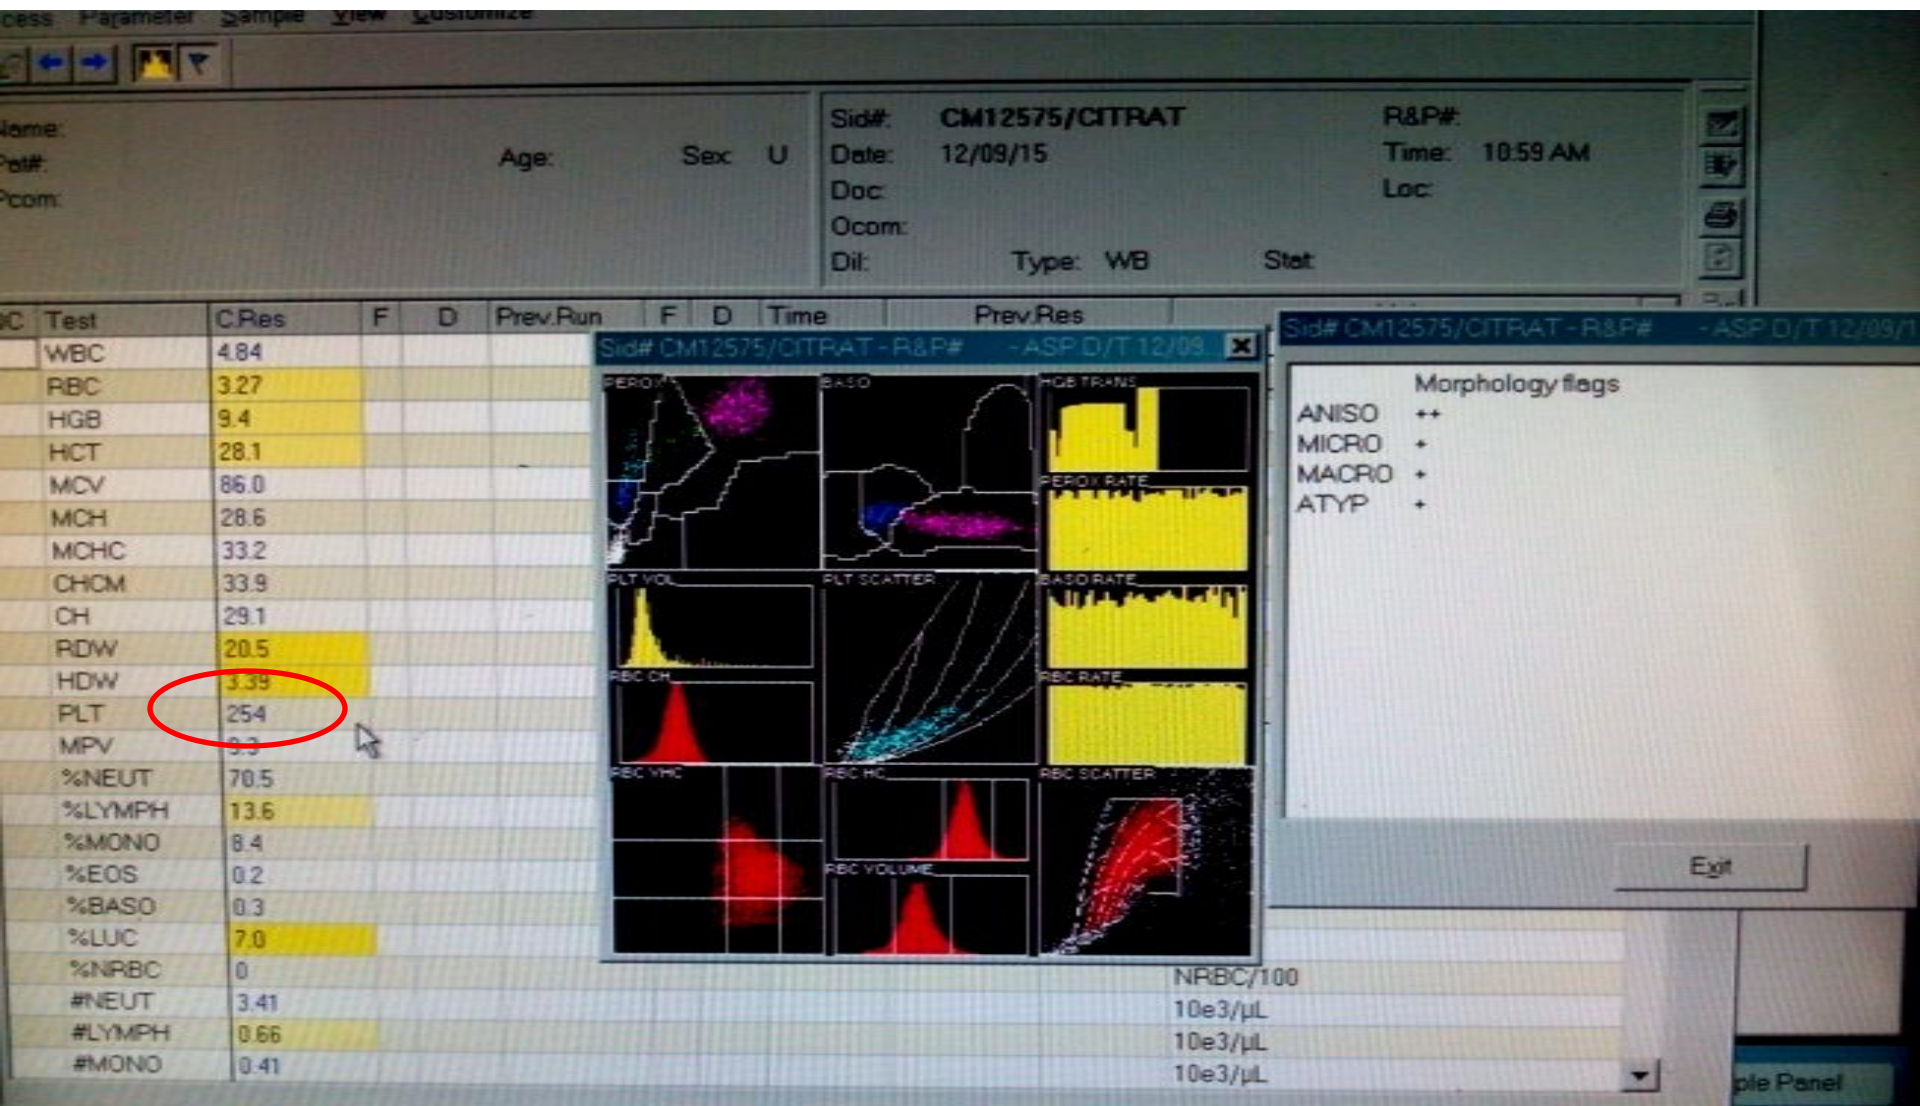 Parameter Sample View Customize
Name:
Pat#:
Pcom:
Age: Sex: U
Sid#: CM12575/CITRAT R&P#:
Date: 12/09/15 Time: 10:59 AM
Doc: Loc:
Ocom:
Dil: Type: WB Stat:
Test C.Res F D Prev.Run F D Time Prev.Res
WBC 4.84
RBC 3.27
HGB 9.4
HCT 28.1
MCV 86.0
MCH 28.6
MCHC 33.2
CHCM 33.9
CH 29.1
RDW 20.5
HDW 3.39
PLT 254
MPV
%NEUT 70.5
%LYMPH 13.6
%MONO 8.4
%EOS 0.2
%BASO 0.3
%LUC 7.0
%NRBC 0 NRBC/100
#NEUT 3.41 10e3/µL
#LYMPH 0.66 10e3/µL
#MONO 0.41 10e3/µL
Sid# CM12575/CITRAT - R&P# - ASP D/T 12/09
PEROX BASO HGB TRANS
PEROX RATE
PLT VOL PLT SCATTER BASO RATE
RBC CH RBC RATE
RBC VHC RBC HC RBC SCATTER
RBC VOLUME
Sid# CM12575/CITRAT - R&P# - ASP D/T 12/09/1
Morphology flags
ANISO ++
MICRO +
MACRO +
ATYP +
Exit
Panel